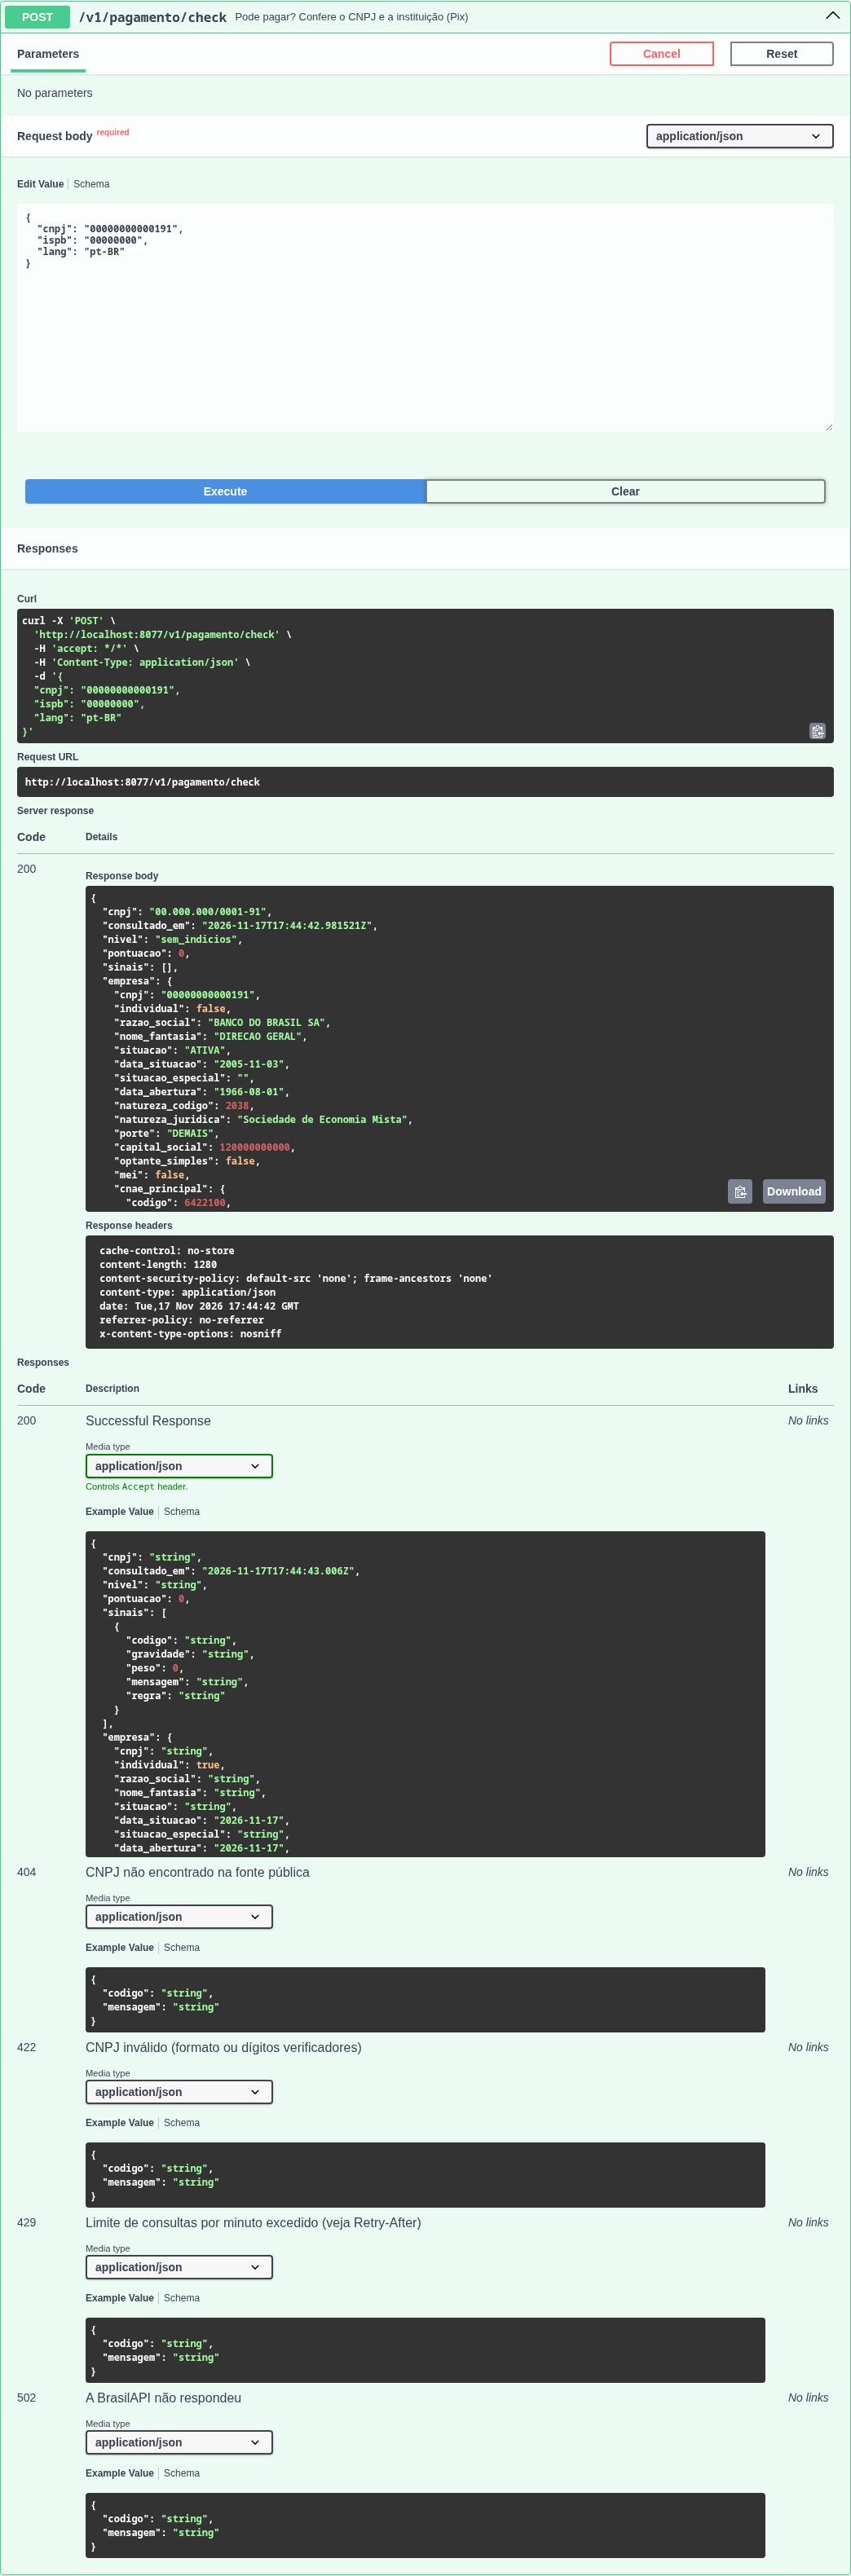 POST /v1/pagamento/check Pode pagar? Confere o CNPJ e a instituição (Pix)
Parameters
Cancel
Reset
No parameters
Request body required
application/json
Edit Value
Schema
{
"cnpj": "00000000000191",
"ispb": "00000000",
"lang": "pt-BR"
}
Execute
Clear
Responses
Curl
curl -X 'POST' \
'http://localhost:8077/v1/pagamento/check' \
-H 'accept: */*' \
-H 'Content-Type: application/json' \
-d '{
"cnpj": "00000000000191",
"ispb": "00000000",
"lang": "pt-BR"
}'
Request URL
http://localhost:8077/v1/pagamento/check
Server response
Code Details
200
Response body
{
"cnpj": "00.000.000/0001-91",
"consultado_em": "2026-11-17T17:44:42.981521Z",
"nivel": "sem_indicios",
"pontuacao": 0,
"sinais": [],
"empresa": {
"cnpj": "00000000000191",
"individual": false,
"razao_social": "BANCO DO BRASIL SA",
"nome_fantasia": "DIRECAO GERAL",
"situacao": "ATIVA",
"data_situacao": "2005-11-03",
"situacao_especial": "",
"data_abertura": "1966-08-01",
"natureza_codigo": 2038,
"natureza_juridica": "Sociedade de Economia Mista",
"porte": "DEMAIS",
"capital_social": 120000000000,
"optante_simples": false,
"mei": false,
"cnae_principal": {
"codigo": 6422100,
Download
Response headers
cache-control: no-store
content-length: 1280
content-security-policy: default-src 'none'; frame-ancestors 'none'
content-type: application/json
date: Tue,17 Nov 2026 17:44:42 GMT
referrer-policy: no-referrer
x-content-type-options: nosniff
Responses
Code Description Links
200 Successful Response No links
Media type
application/json
Controls Accept header.
Example Value
Schema
{
"cnpj": "string",
"consultado_em": "2026-11-17T17:44:43.006Z",
"nivel": "string",
"pontuacao": 0,
"sinais": [
{
"codigo": "string",
"gravidade": "string",
"peso": 0,
"mensagem": "string",
"regra": "string"
}
],
"empresa": {
"cnpj": "string",
"individual": true,
"razao_social": "string",
"nome_fantasia": "string",
"situacao": "string",
"data_situacao": "2026-11-17",
"situacao_especial": "string",
"data_abertura": "2026-11-17",
404 CNPJ não encontrado na fonte pública No links
Media type
application/json
Example Value
Schema
{
"codigo": "string",
"mensagem": "string"
}
422 CNPJ inválido (formato ou dígitos verificadores) No links
Media type
application/json
Example Value
Schema
{
"codigo": "string",
"mensagem": "string"
}
429 Limite de consultas por minuto excedido (veja Retry-After) No links
Media type
application/json
Example Value
Schema
{
"codigo": "string",
"mensagem": "string"
}
502 A BrasilAPI não respondeu No links
Media type
application/json
Example Value
Schema
{
"codigo": "string",
"mensagem": "string"
}